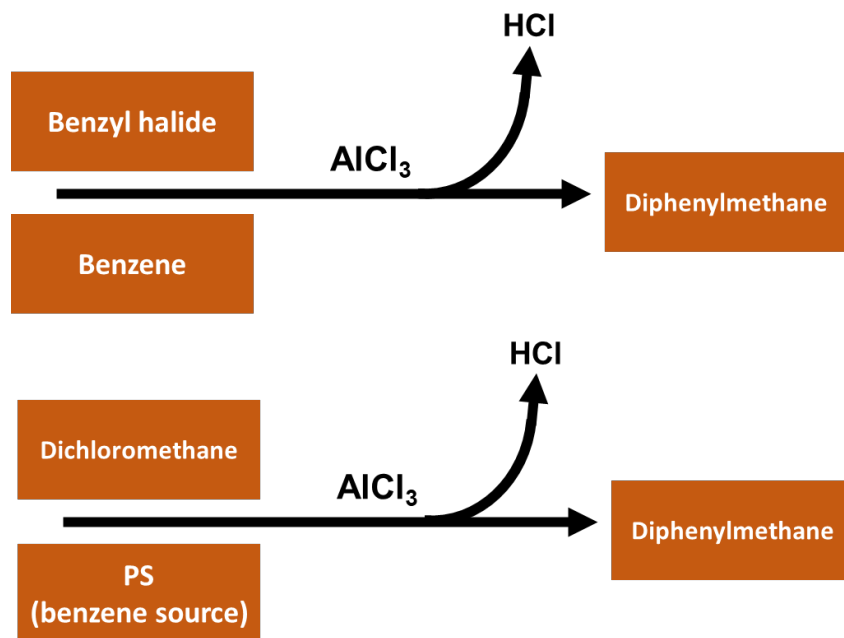 HCl
Benzyl halide
AlCl₃
Diphenylmethane
Benzene
HCl
Dichloromethane
AlCl₃
Diphenylmethane
PS
(benzene source)